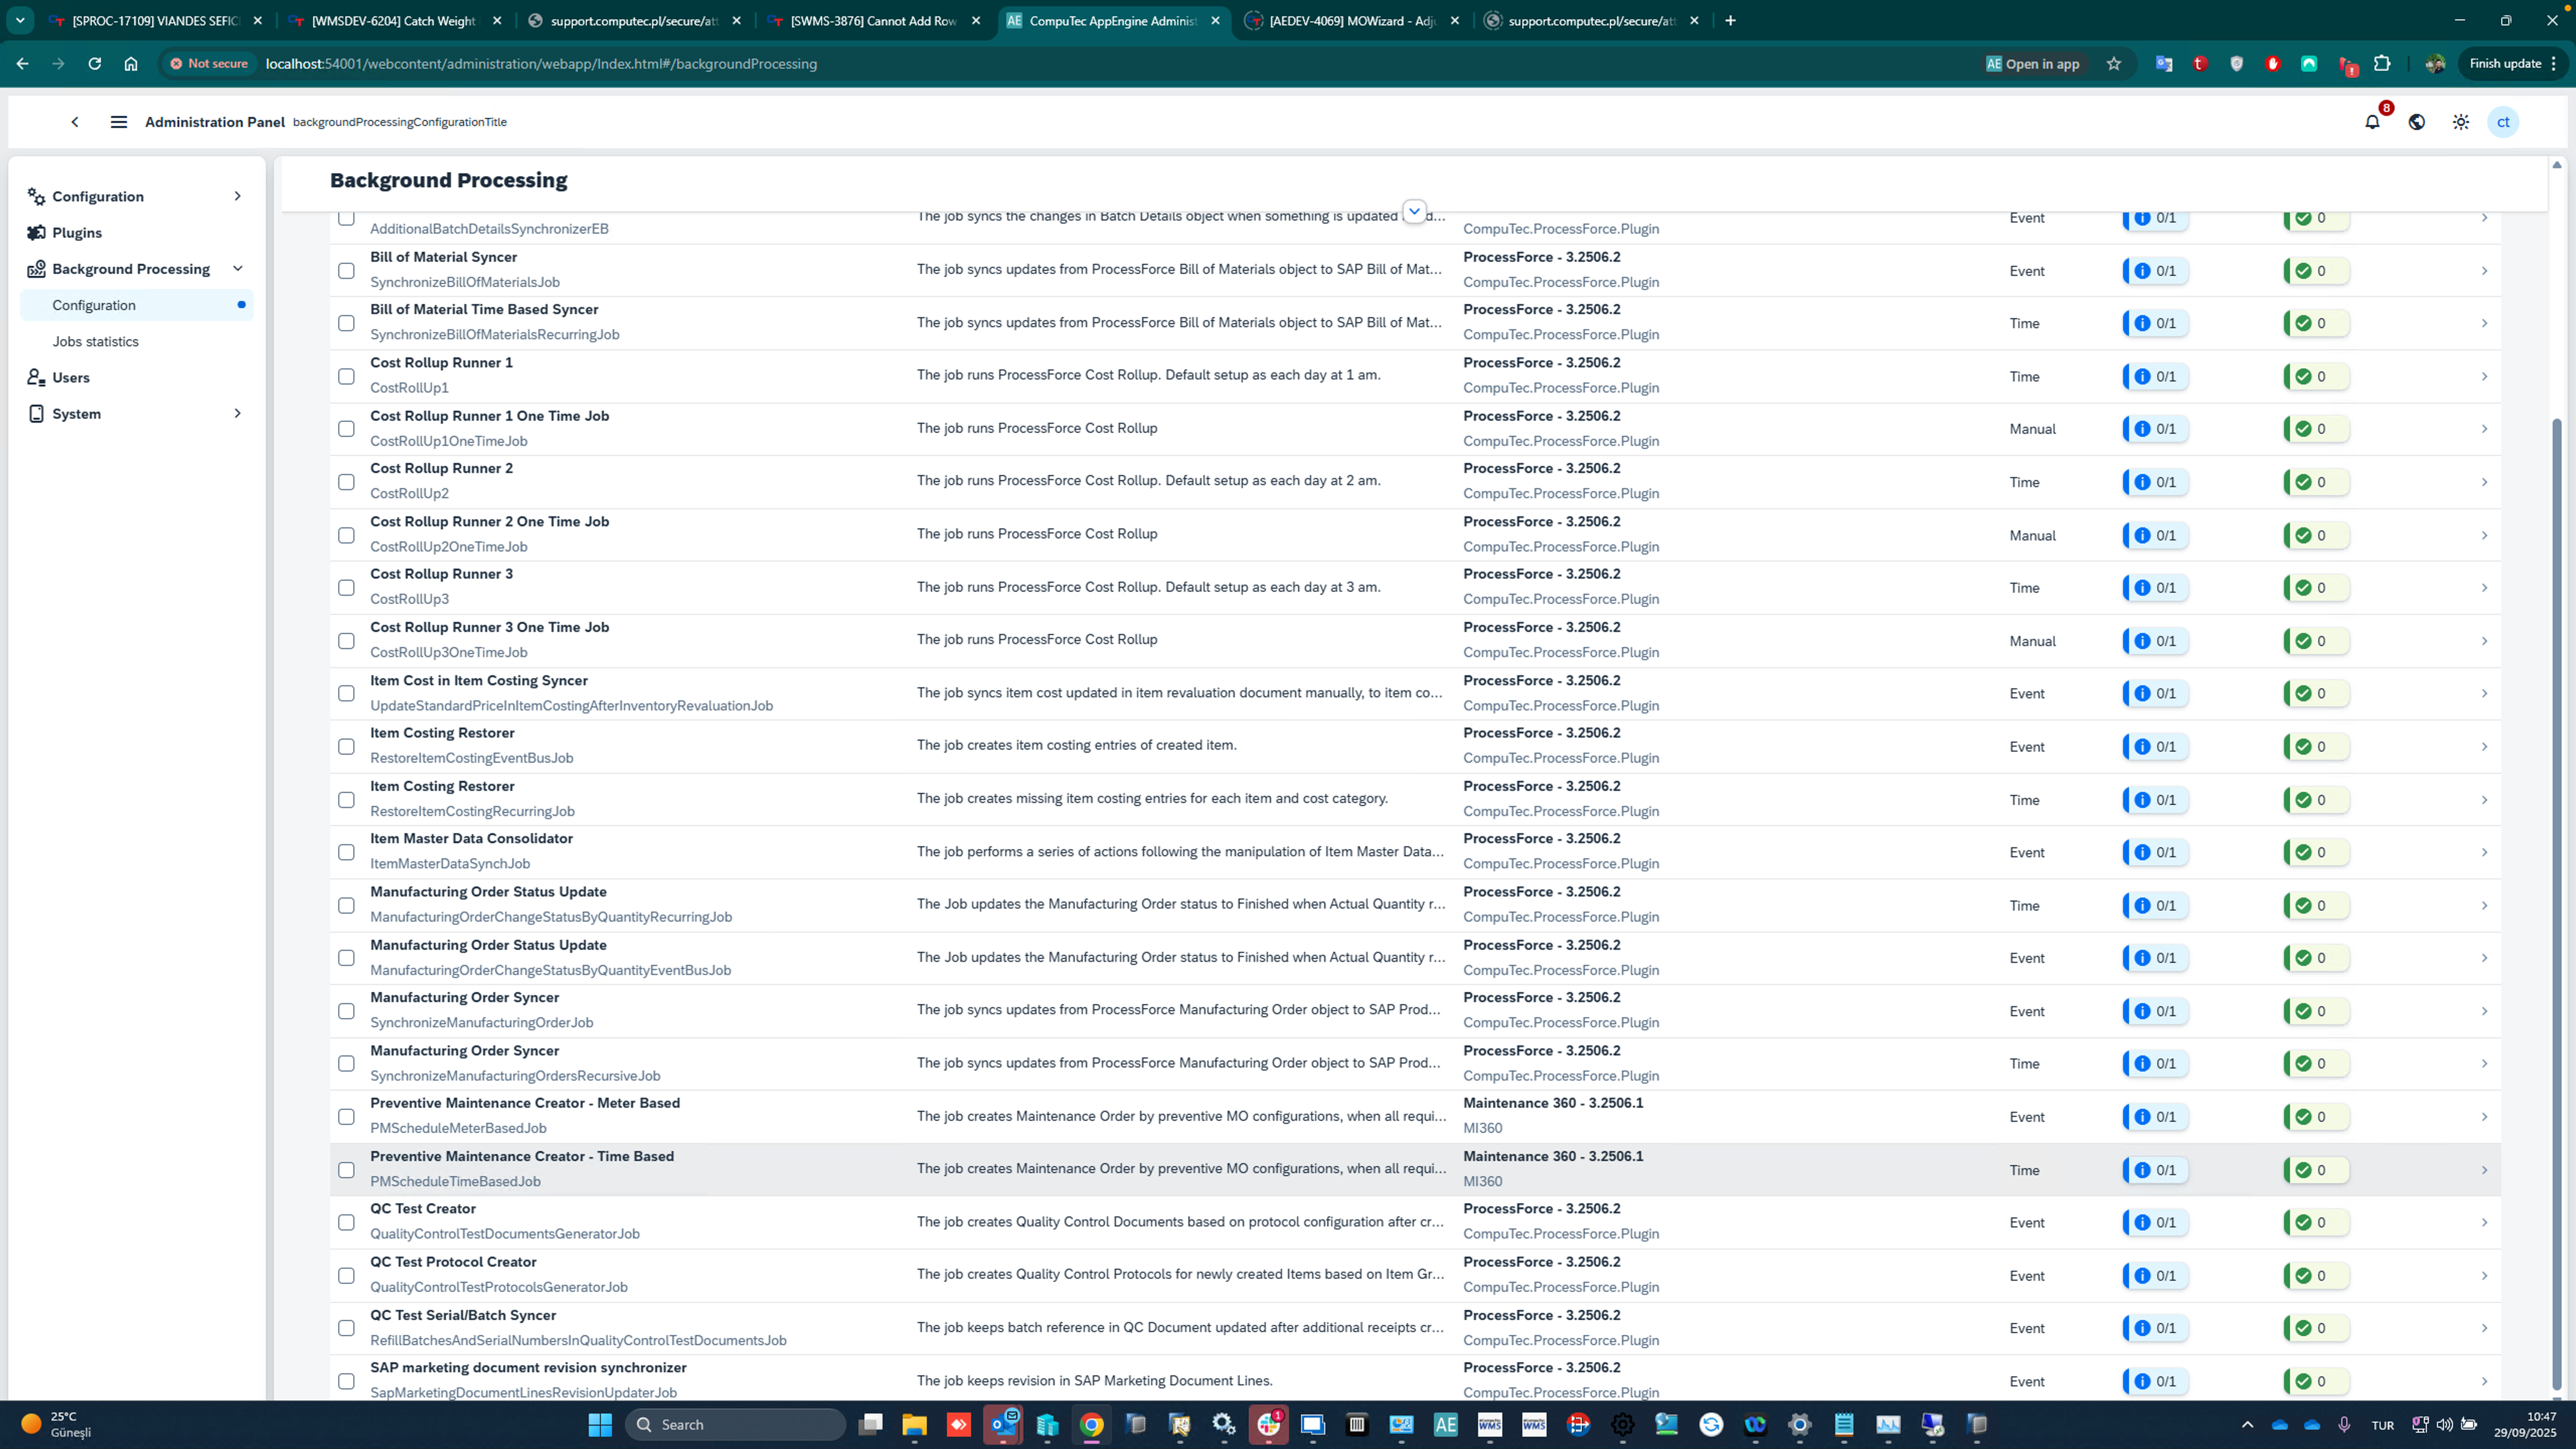 [SPROC-17109] VIANDES SEFIC
[WMSDEV-6204] Catch Weight
support.computec.pl/secure/att
[SWMS-3876] Cannot Add Row
AE CompuTec AppEngine Administ
[AEDEV-4069] MOWizard - Adju
support.computec.pl/secure/att
Not secure
localhost:54001/webcontent/administration/webapp/Index.html#/backgroundProcessing
AE Open in app
Finish update
Administration Panel backgroundProcessingConfigurationTitle
8
ct
Configuration
Plugins
Background Processing
Configuration
Jobs statistics
Users
System
Background Processing
The job syncs the changes in Batch Details object when something is updated
AdditionalBatchDetailsSynchronizerEB
CompuTec.ProcessForce.Plugin
Event
0/1
0
Bill of Material Syncer
SynchronizeBillOfMaterialsJob
The job syncs updates from ProcessForce Bill of Materials object to SAP Bill of Mat...
ProcessForce - 3.2506.2
CompuTec.ProcessForce.Plugin
Event
0/1
0
Bill of Material Time Based Syncer
SynchronizeBillOfMaterialsRecurringJob
The job syncs updates from ProcessForce Bill of Materials object to SAP Bill of Mat...
ProcessForce - 3.2506.2
CompuTec.ProcessForce.Plugin
Time
0/1
0
Cost Rollup Runner 1
CostRollUp1
The job runs ProcessForce Cost Rollup. Default setup as each day at 1 am.
ProcessForce - 3.2506.2
CompuTec.ProcessForce.Plugin
Time
0/1
0
Cost Rollup Runner 1 One Time Job
CostRollUp1OneTimeJob
The job runs ProcessForce Cost Rollup
ProcessForce - 3.2506.2
CompuTec.ProcessForce.Plugin
Manual
0/1
0
Cost Rollup Runner 2
CostRollUp2
The job runs ProcessForce Cost Rollup. Default setup as each day at 2 am.
ProcessForce - 3.2506.2
CompuTec.ProcessForce.Plugin
Time
0/1
0
Cost Rollup Runner 2 One Time Job
CostRollUp2OneTimeJob
The job runs ProcessForce Cost Rollup
ProcessForce - 3.2506.2
CompuTec.ProcessForce.Plugin
Manual
0/1
0
Cost Rollup Runner 3
CostRollUp3
The job runs ProcessForce Cost Rollup. Default setup as each day at 3 am.
ProcessForce - 3.2506.2
CompuTec.ProcessForce.Plugin
Time
0/1
0
Cost Rollup Runner 3 One Time Job
CostRollUp3OneTimeJob
The job runs ProcessForce Cost Rollup
ProcessForce - 3.2506.2
CompuTec.ProcessForce.Plugin
Manual
0/1
0
Item Cost in Item Costing Syncer
UpdateStandardPriceInItemCostingAfterInventoryRevaluationJob
The job syncs item cost updated in item revaluation document manually, to item co...
ProcessForce - 3.2506.2
CompuTec.ProcessForce.Plugin
Event
0/1
0
Item Costing Restorer
RestoreItemCostingEventBusJob
The job creates item costing entries of created item.
ProcessForce - 3.2506.2
CompuTec.ProcessForce.Plugin
Event
0/1
0
Item Costing Restorer
RestoreItemCostingRecurringJob
The job creates missing item costing entries for each item and cost category.
ProcessForce - 3.2506.2
CompuTec.ProcessForce.Plugin
Time
0/1
0
Item Master Data Consolidator
ItemMasterDataSynchJob
The job performs a series of actions following the manipulation of Item Master Data...
ProcessForce - 3.2506.2
CompuTec.ProcessForce.Plugin
Event
0/1
0
Manufacturing Order Status Update
ManufacturingOrderChangeStatusByQuantityRecurringJob
The Job updates the Manufacturing Order status to Finished when Actual Quantity r...
ProcessForce - 3.2506.2
CompuTec.ProcessForce.Plugin
Time
0/1
0
Manufacturing Order Status Update
ManufacturingOrderChangeStatusByQuantityEventBusJob
The Job updates the Manufacturing Order status to Finished when Actual Quantity r...
ProcessForce - 3.2506.2
CompuTec.ProcessForce.Plugin
Event
0/1
0
Manufacturing Order Syncer
SynchronizeManufacturingOrderJob
The job syncs updates from ProcessForce Manufacturing Order object to SAP Prod...
ProcessForce - 3.2506.2
CompuTec.ProcessForce.Plugin
Event
0/1
0
Manufacturing Order Syncer
SynchronizeManufacturingOrdersRecursiveJob
The job syncs updates from ProcessForce Manufacturing Order object to SAP Prod...
ProcessForce - 3.2506.2
CompuTec.ProcessForce.Plugin
Time
0/1
0
Preventive Maintenance Creator - Meter Based
PMScheduleMeterBasedJob
The job creates Maintenance Order by preventive MO configurations, when all requi...
Maintenance 360 - 3.2506.1
MI360
Event
0/1
0
Preventive Maintenance Creator - Time Based
PMScheduleTimeBasedJob
The job creates Maintenance Order by preventive MO configurations, when all requi...
Maintenance 360 - 3.2506.1
MI360
Time
0/1
0
QC Test Creator
QualityControlTestDocumentsGeneratorJob
The job creates Quality Control Documents based on protocol configuration after cr...
ProcessForce - 3.2506.2
CompuTec.ProcessForce.Plugin
Event
0/1
0
QC Test Protocol Creator
QualityControlTestProtocolsGeneratorJob
The job creates Quality Control Protocols for newly created Items based on Item Gr...
ProcessForce - 3.2506.2
CompuTec.ProcessForce.Plugin
Event
0/1
0
QC Test Serial/Batch Syncer
RefillBatchesAndSerialNumbersInQualityControlTestDocumentsJob
The job keeps batch reference in QC Document updated after additional receipts cr...
ProcessForce - 3.2506.2
CompuTec.ProcessForce.Plugin
Event
0/1
0
SAP marketing document revision synchronizer
SapMarketingDocumentLinesRevisionUpdaterJob
The job keeps revision in SAP Marketing Document Lines.
ProcessForce - 3.2506.2
CompuTec.ProcessForce.Plugin
Event
0/1
0
25°C
Güneşli
Search
1
AE
WMS
WMS
TUR
10:47
29/09/2025